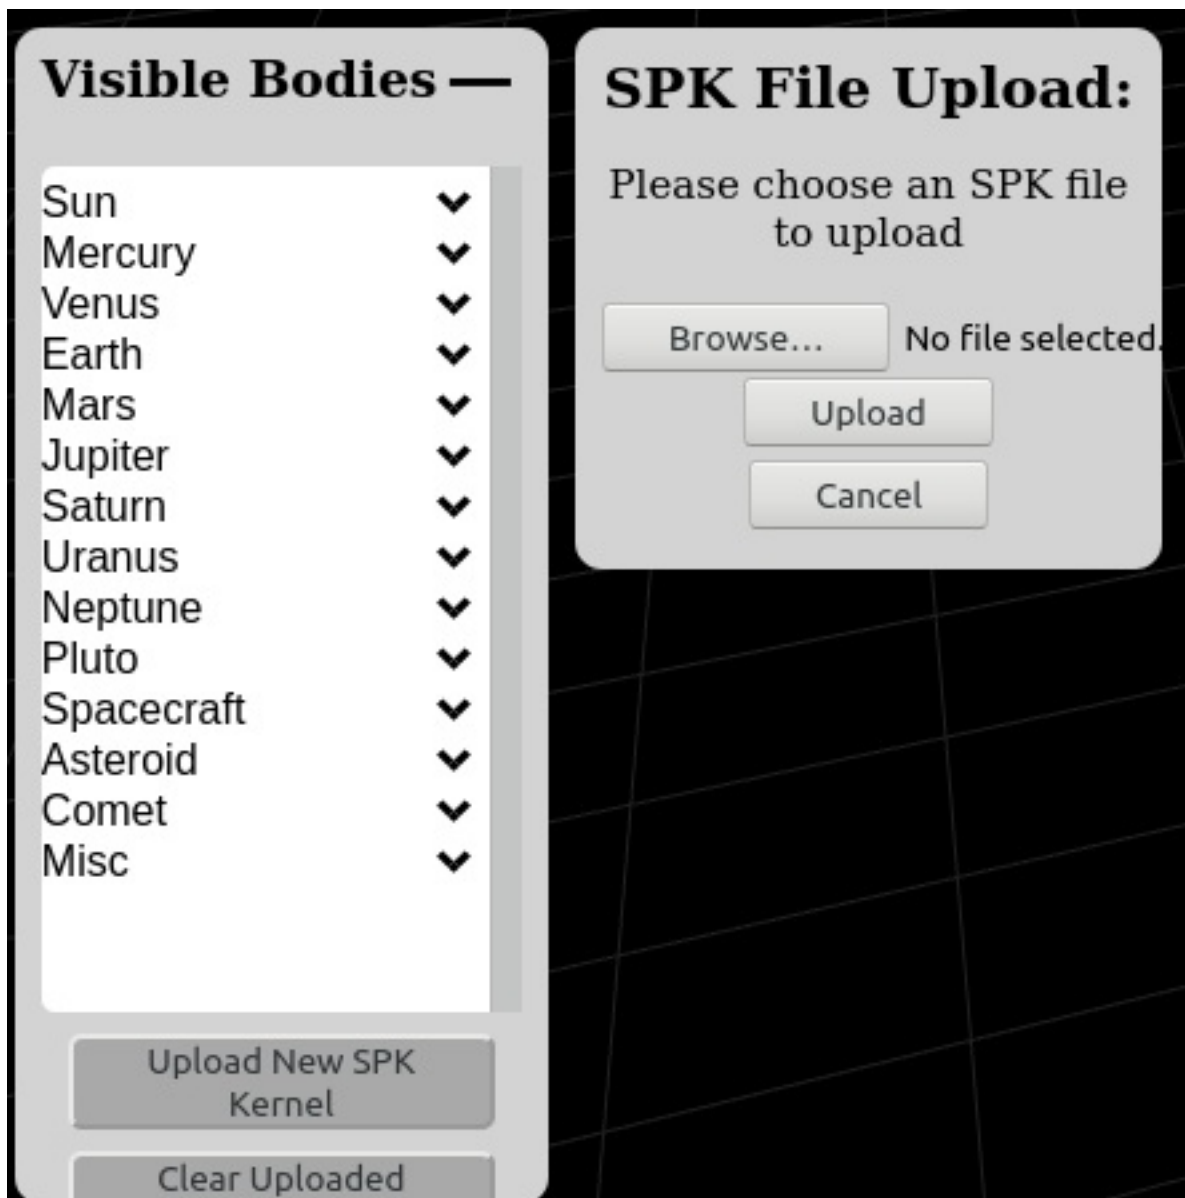 Visible Bodies
Sun
Mercury
Venus
Earth
Mars
Jupiter
Saturn
Uranus
Neptune
Pluto
Spacecraft
Asteroid
Comet
Misc
Upload New SPK
Kernel
Clear Uploaded
SPK File Upload:
Please choose an SPK file
to upload
Browse... No file selected.
Upload
Cancel